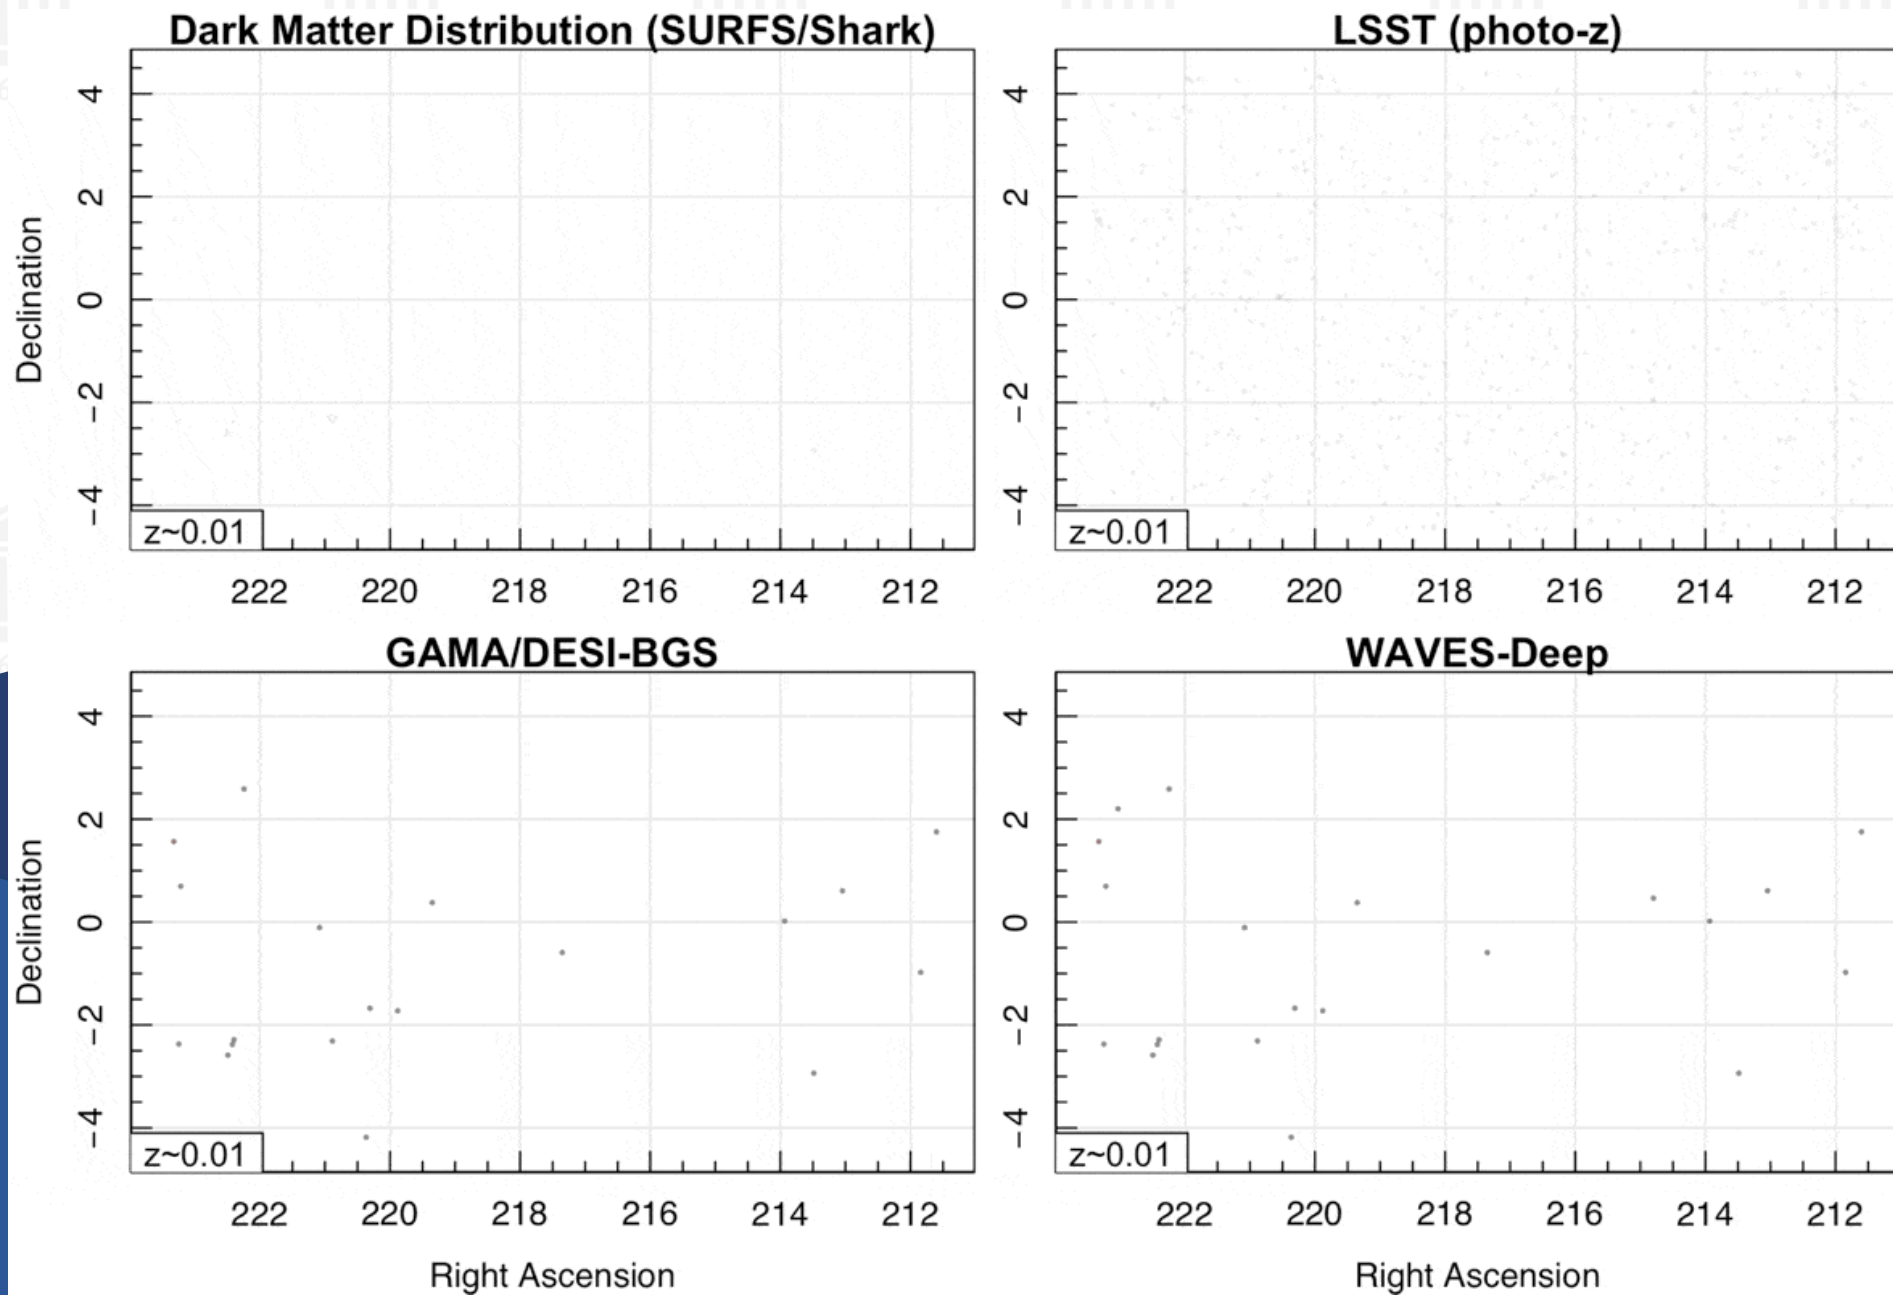 Dark Matter Distribution (SURFS/Shark)
Declination
4
2
0
−2
−4
z~0.01
222 220 218 216 214 212
LSST (photo-z)
4
2
0
−2
−4
z~0.01
222 220 218 216 214 212
GAMA/DESI-BGS
Declination
4
2
0
−2
−4
z~0.01
222 220 218 216 214 212
Right Ascension
WAVES-Deep
4
2
0
−2
−4
z~0.01
222 220 218 216 214 212
Right Ascension